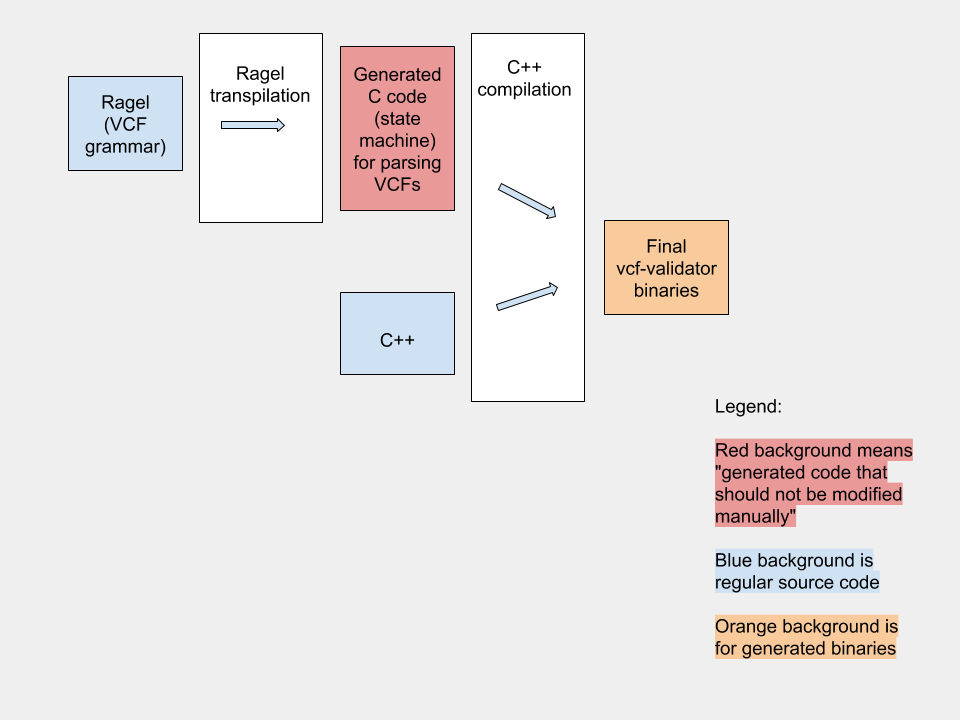 Ragel
(VCF
grammar)
Ragel
transpilation
Generated
C code
(state
machine)
for parsing
VCFs
C++
compilation
C++
Final
vcf-validator
binaries
Legend:
Red background means
"generated code that
should not be modified
manually"
Blue background is
regular source code
Orange background is
for generated binaries